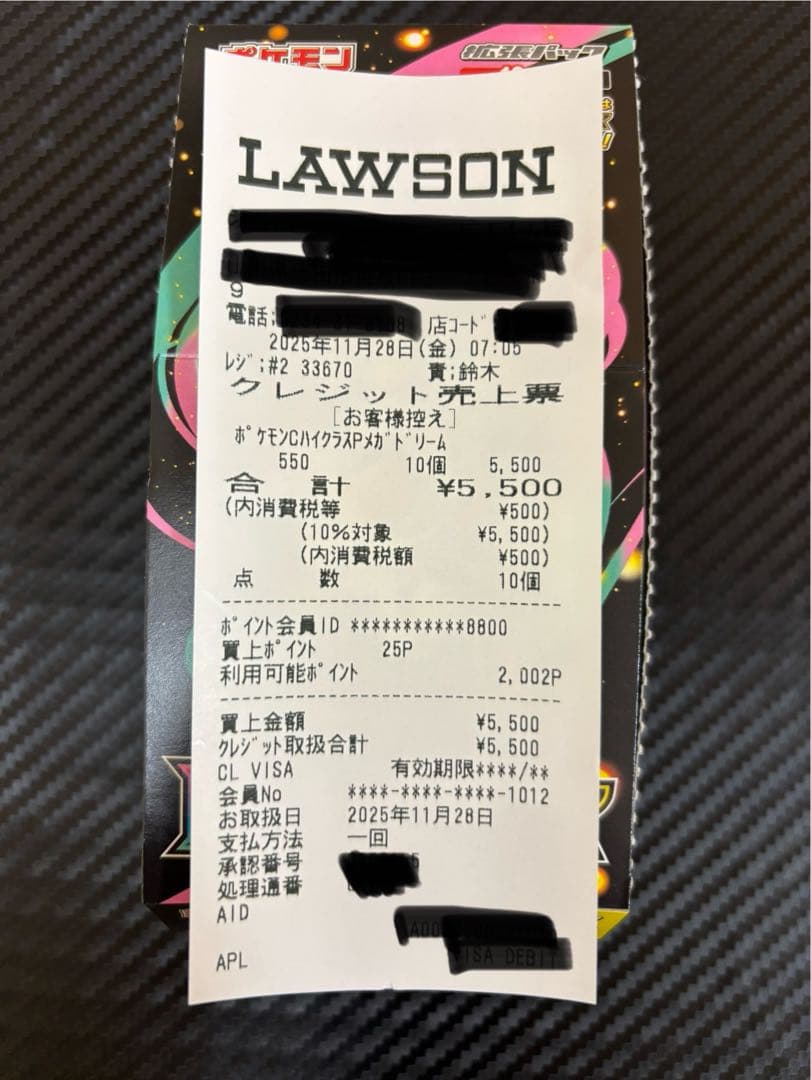 ポケモン
拡張パック
LAWSON
9
電話;
店コード
2025年11月28日(金) 07:05
レジ;#2 33670 責:鈴木
クレジット売上票
[お客様控え]
ポケモンCハイクラスPメガドリーム
550 10個 5,500
合計 ¥5,500
(内消費税等 ¥500)
(10%対象 ¥5,500)
(内消費税額 ¥500)
点数 10個
ポイント会員ID ***********8800
買上ポイント 25P
利用可能ポイント 2,002P
買上金額 ¥5,500
クレジット取扱合計 ¥5,500
CL VISA 有効期限****/**
会員No ****-****-****-1012
お取扱日 2025年11月28日
支払方法 一回
承認番号
処理通番
AID
APL VISA DEBIT